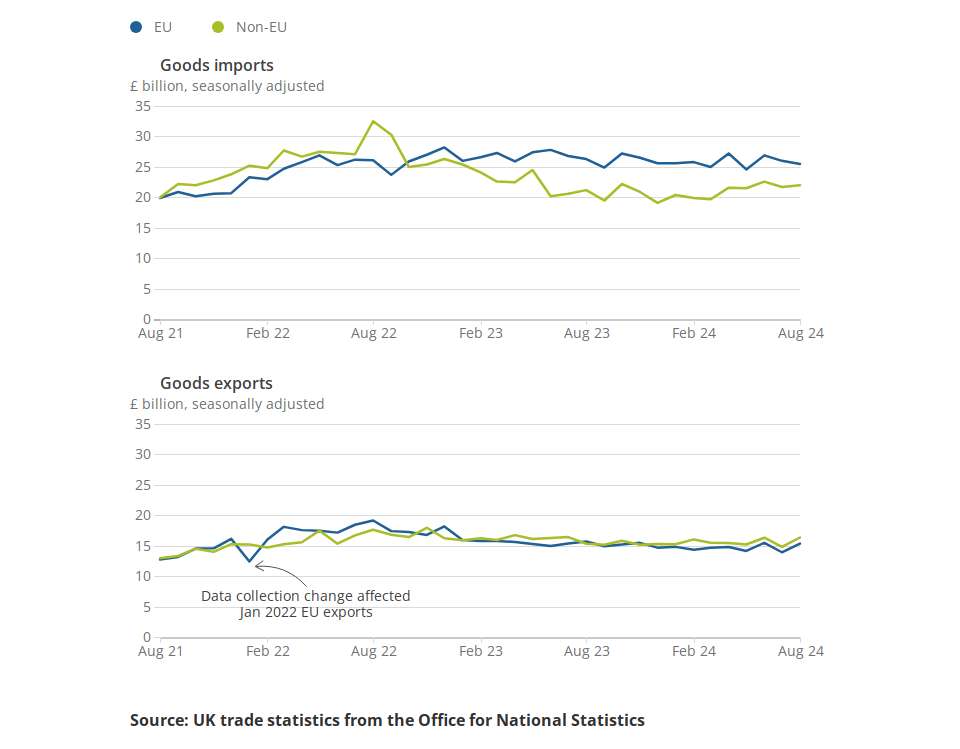 EU Non-EU
Goods imports
£ billion, seasonally adjusted
35
30
25
20
15
10
5
0
Aug 21 Feb 22 Aug 22 Feb 23 Aug 23 Feb 24 Aug 24
Goods exports
£ billion, seasonally adjusted
35
30
25
20
15
10
Data collection change affected
5
Jan 2022 EU exports
0
Aug 21 Feb 22 Aug 22 Feb 23 Aug 23 Feb 24 Aug 24
Source: UK trade statistics from the Office for National Statistics